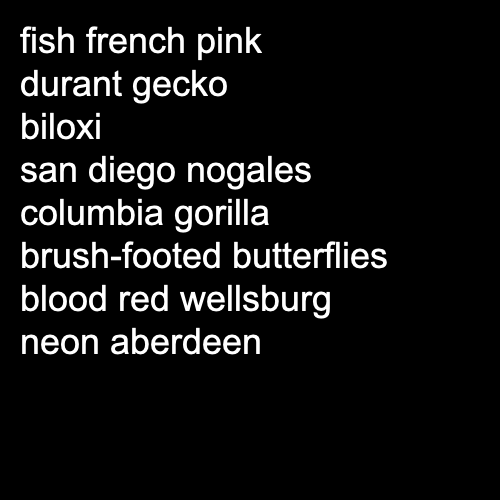 fish french pink
durant gecko
biloxi
san diego nogales
columbia gorilla
brush-footed butterflies
blood red wellsburg
neon aberdeen